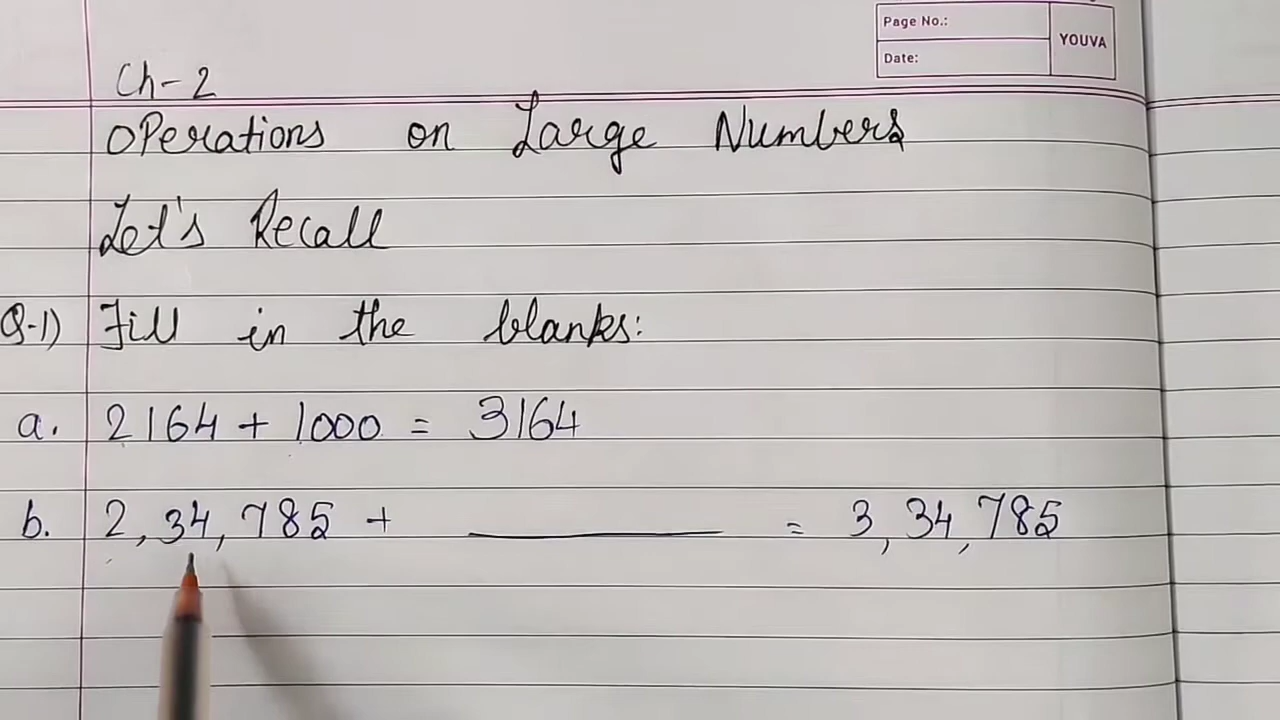 Page No.:
YOUVA
Date:
Ch-2
Operations on Large Numbers
Let's Recall
Q-1) Fill in the blanks:
a. 2164 + 1000 = 3164
b. 2,34,785 + ________ = 3,34,785